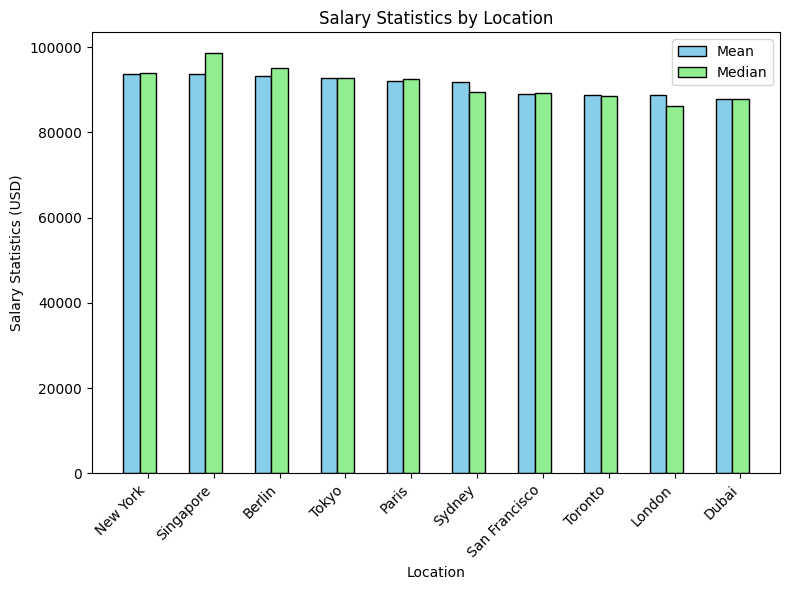 Salary Statistics by Location
Mean
Median
Salary Statistics (USD)
100000
80000
60000
40000
20000
0
New York
Singapore
Berlin
Tokyo
Paris
Sydney
San Francisco
Toronto
London
Dubai
Location